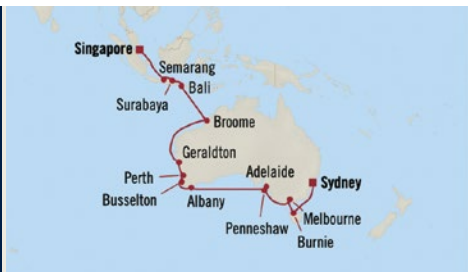 Singapore
Semarang
Surabaya
Bali
Broome
Geraldton
Perth
Busselton
Albany
Adelaide
Penneshaw
Sydney
Melbourne
Burnie